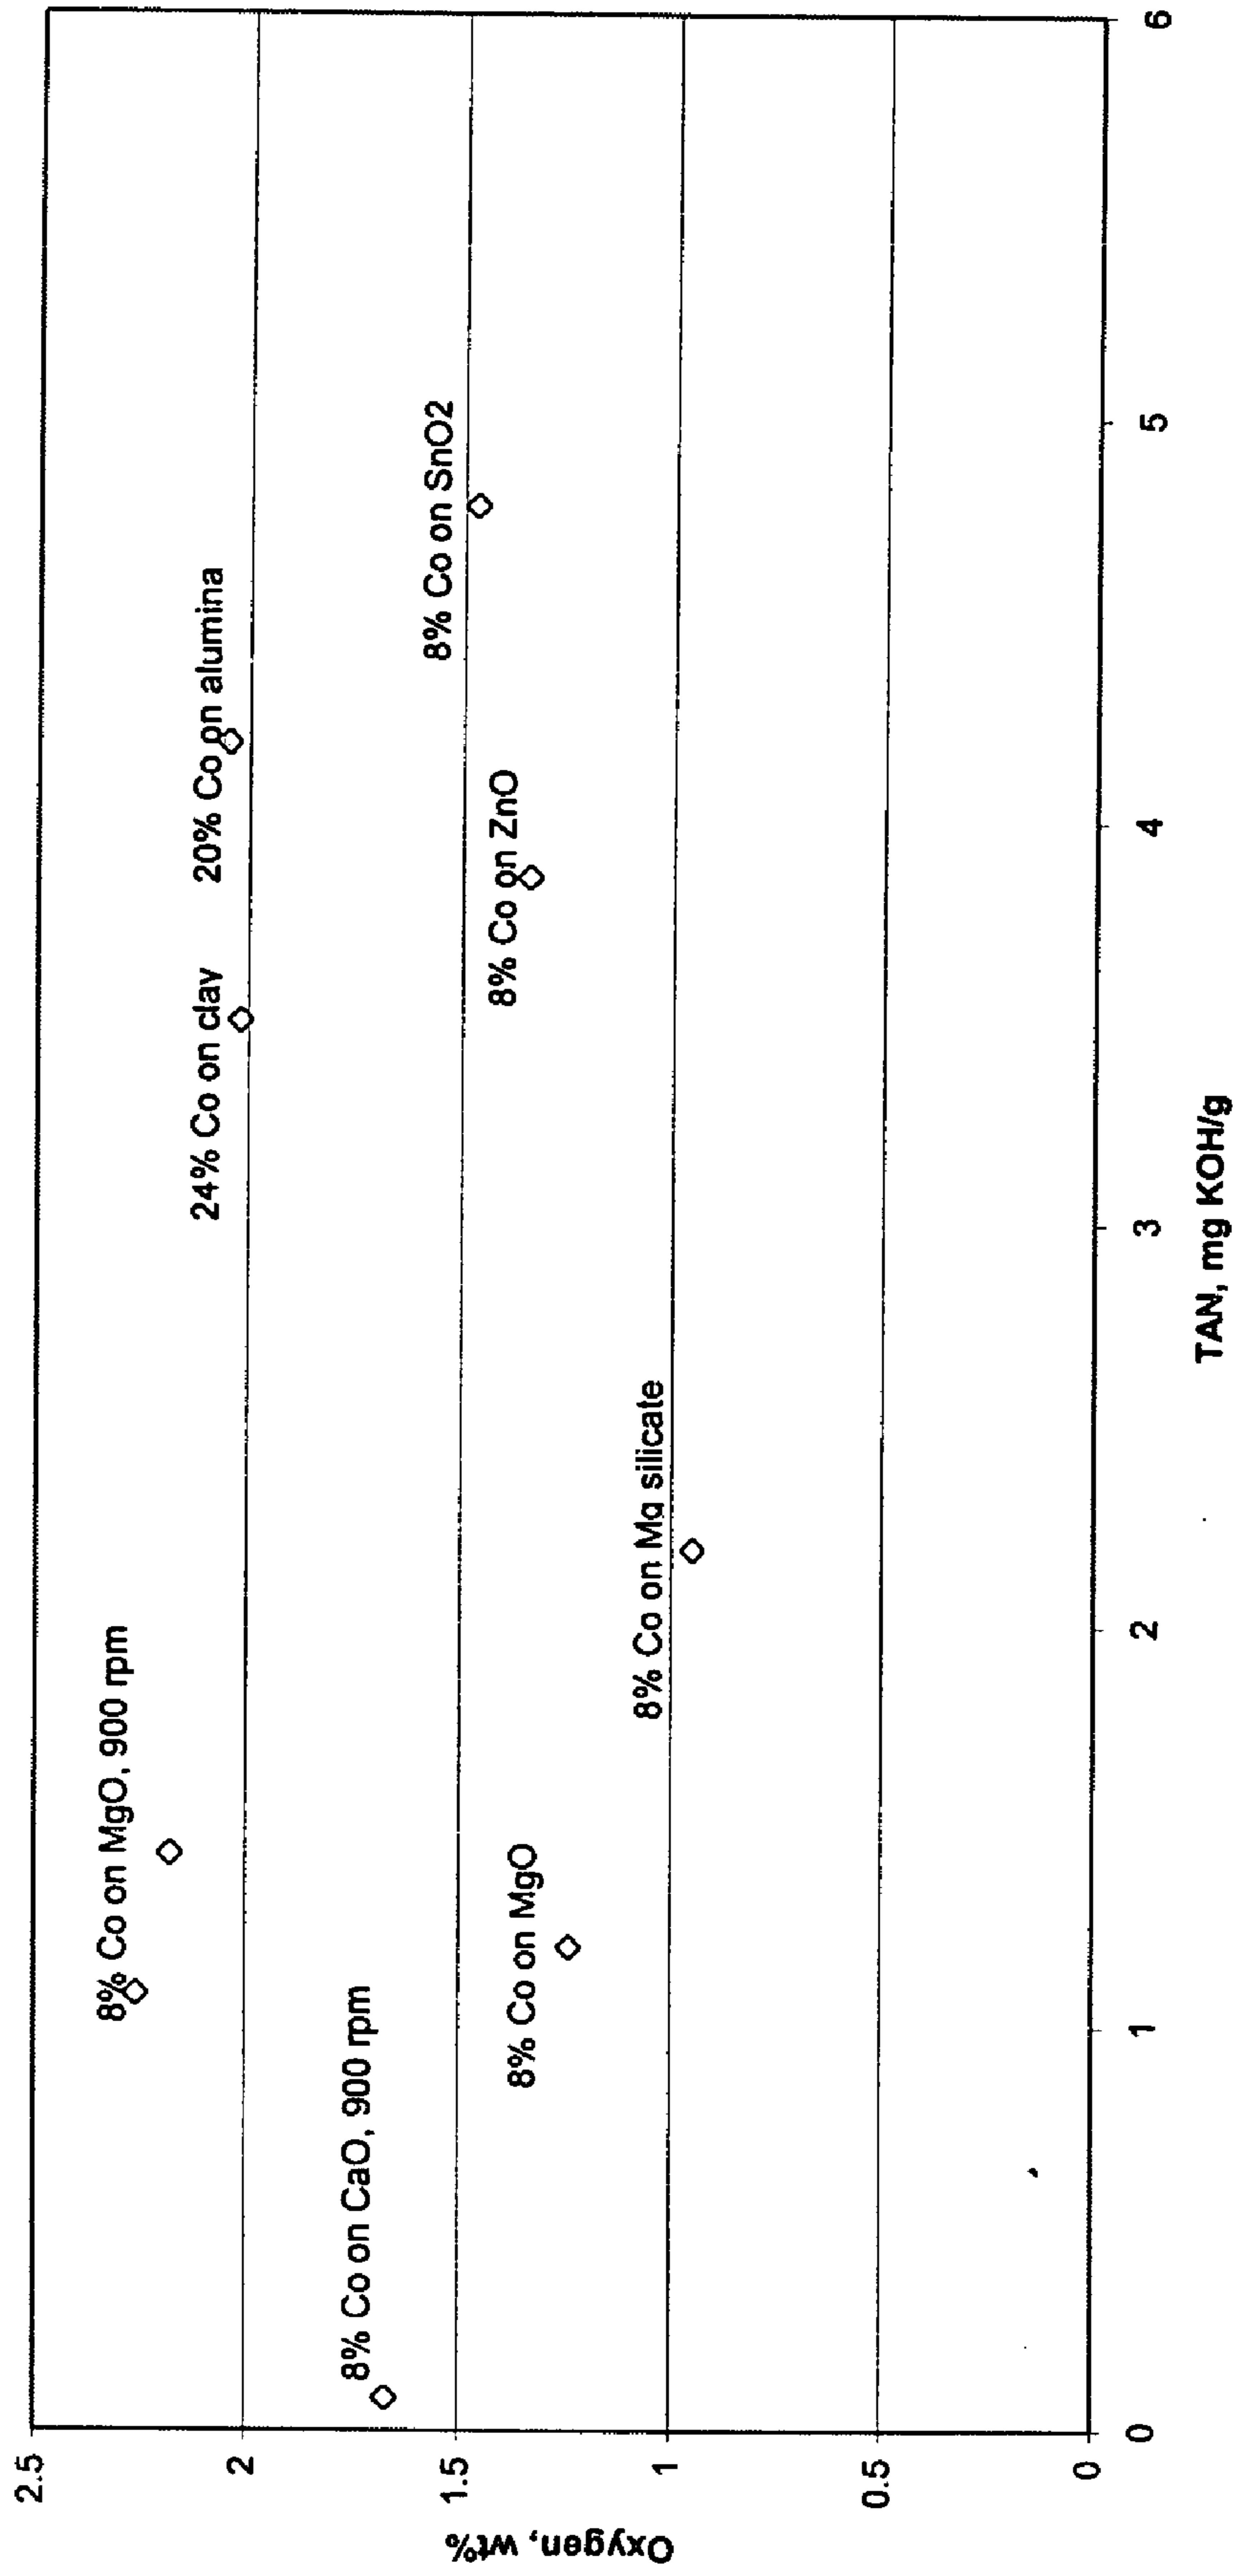 2.5
2
1.5
1
0.5
0
Oxygen, wt%
8% Co on MgO, 900 rpm
24% Co on clay
20% Co on alumina
8% Co on CaO, 900 rpm
8% Co on SnO2
8% Co on ZnO
8% Co on MgO
8% Co on Mg silicate
0
1
2
3
4
5
6
TAN, mg KOH/g